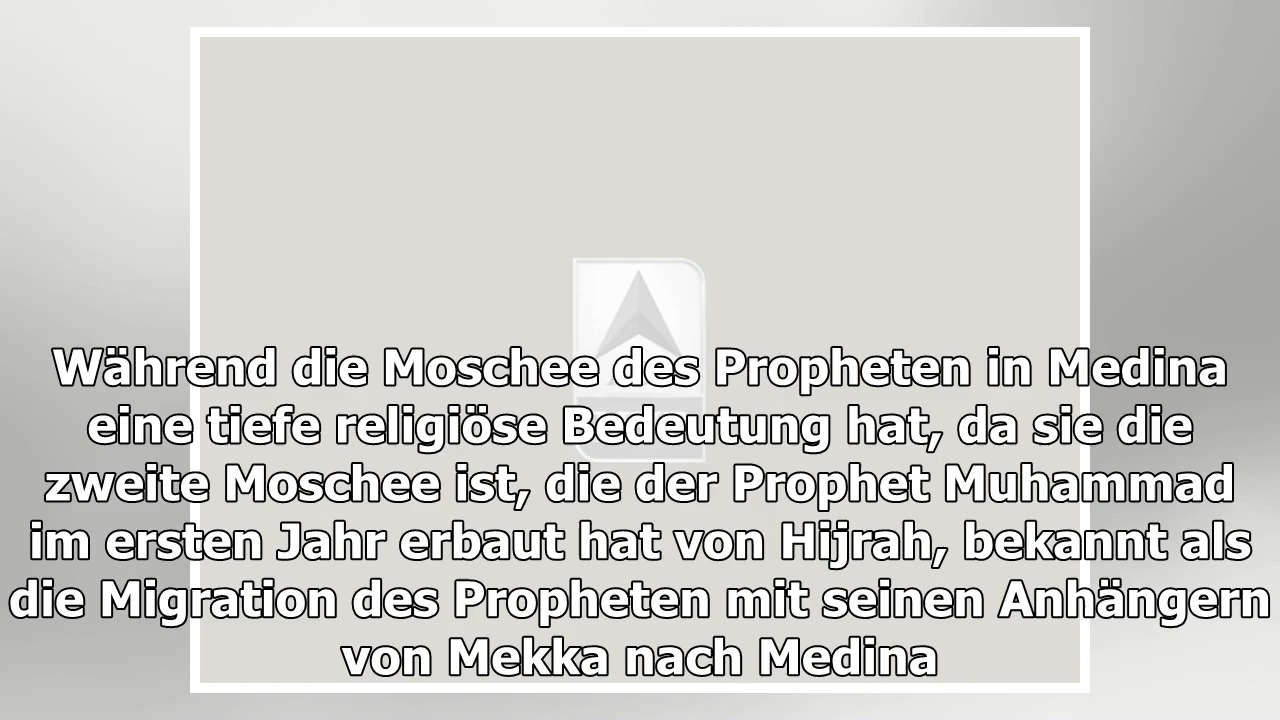 Während die Moschee des Propheten in Medina
eine tiefe religiöse Bedeutung hat, da sie die
zweite Moschee ist, die der Prophet Muhammad
im ersten Jahr erbaut hat von Hijrah, bekannt als
die Migration des Propheten mit seinen Anhängern
von Mekka nach Medina